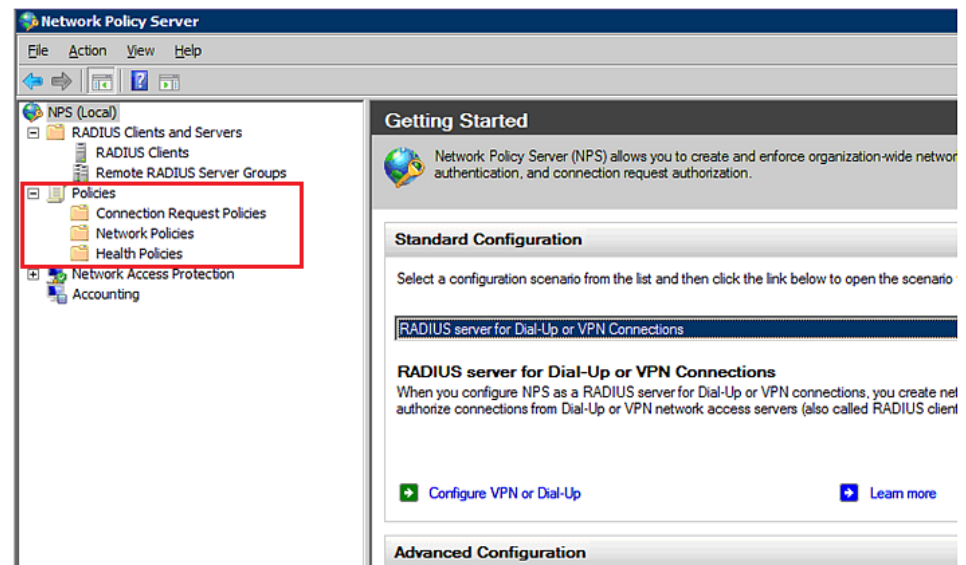 Network Policy Server
File Action View Help
NPS (Local)
RADIUS Clients and Servers
RADIUS Clients
Remote RADIUS Server Groups
Policies
Connection Request Policies
Network Policies
Health Policies
Network Access Protection
Accounting
Getting Started
Network Policy Server (NPS) allows you to create and enforce organization-wide networ
authentication, and connection request authorization.
Standard Configuration
Select a configuration scenario from the list and then click the link below to open the scenario
RADIUS server for Dial-Up or VPN Connections
RADIUS server for Dial-Up or VPN Connections
When you configure NPS as a RADIUS server for Dial-Up or VPN connections, you create net
authorize connections from Dial-Up or VPN network access servers (also called RADIUS client
Configure VPN or Dial-Up
Learn more
Advanced Configuration